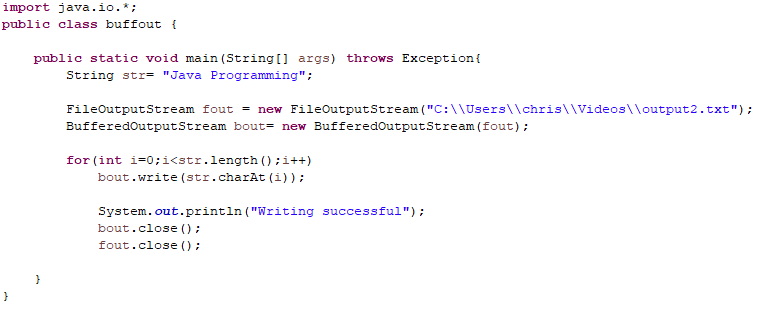 import java.io.*;
public class buffout {
public static void main(String[] args) throws Exception{
String str= "Java Programming";
FileOutputStream fout = new FileOutputStream("C:\\Users\\chris\\Videos\\output2.txt");
BufferedOutputStream bout= new BufferedOutputStream(fout);
for(int i=0;i<str.length();i++)
bout.write(str.charAt(i));
System.out.println("Writing successful");
bout.close();
fout.close();
}
}